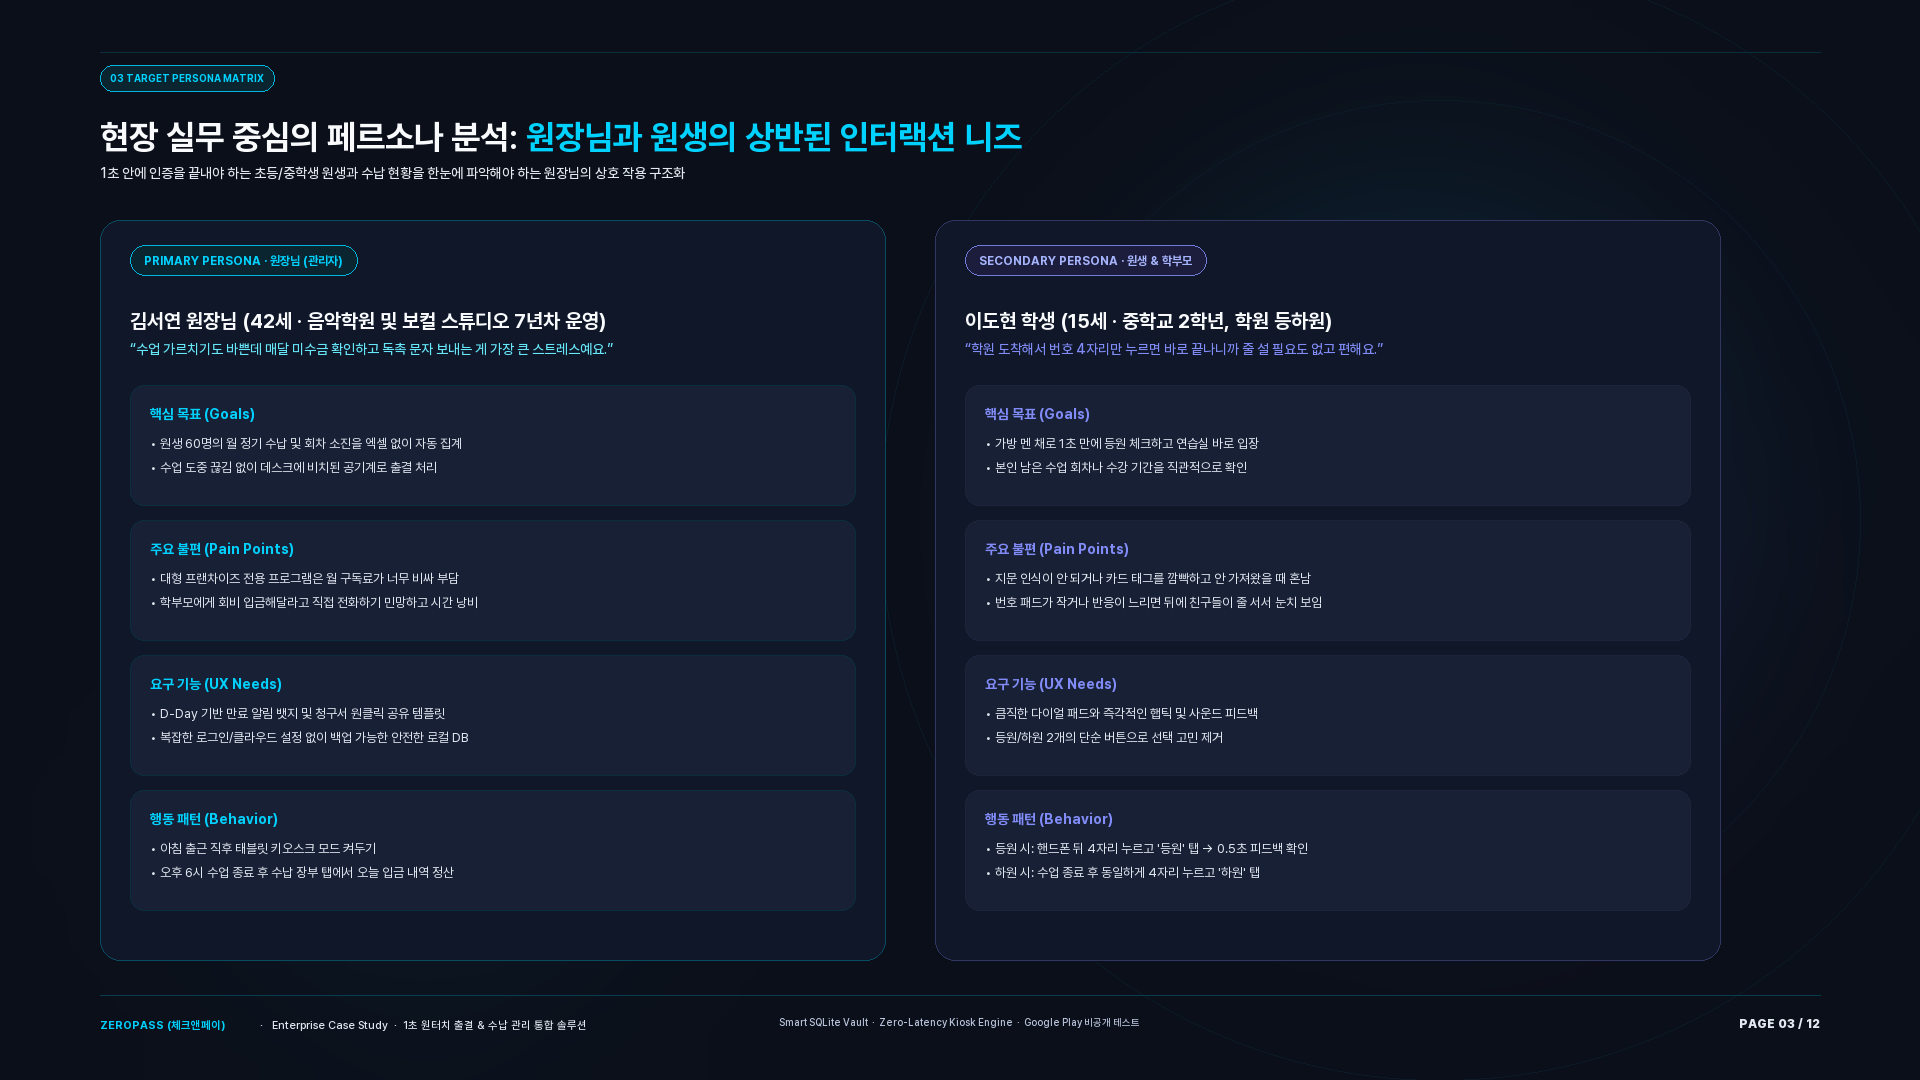 03 TARGET PERSONA MATRIX
현장 실무 중심의 페르소나 분석: 원장님과 원생의 상반된 인터랙션 니즈
1초 안에 인증을 끝내야 하는 초등/중학생 원생과 수납 현황을 한눈에 파악해야 하는 원장님의 상호 작용 구조화
PRIMARY PERSONA · 원장님 (관리자)
김서연 원장님 (42세 · 음악학원 및 보컬 스튜디오 7년차 운영)
“수업 가르치기도 바쁜데 매달 미수금 확인하고 독촉 문자 보내는 게 가장 큰 스트레스예요.”
핵심 목표 (Goals)
• 원생 60명의 월 정기 수납 및 회차 소진을 엑셀 없이 자동 집계
• 수업 도중 끊김 없이 데스크에 비치된 공기계로 출결 처리
주요 불편 (Pain Points)
• 대형 프랜차이즈 전용 프로그램은 월 구독료가 너무 비싸 부담
• 학부모에게 회비 입금해달라고 직접 전화하기 민망하고 시간 낭비
요구 기능 (UX Needs)
• D-Day 기반 만료 알림 뱃지 및 청구서 원클릭 공유 템플릿
• 복잡한 로그인/클라우드 설정 없이 백업 가능한 안전한 로컬 DB
행동 패턴 (Behavior)
• 아침 출근 직후 태블릿 키오스크 모드 켜두기
• 오후 6시 수업 종료 후 수납 장부 탭에서 오늘 입금 내역 정산
SECONDARY PERSONA · 원생 & 학부모
이도현 학생 (15세 · 중학교 2학년, 학원 등하원)
“학원 도착해서 번호 4자리만 누르면 바로 끝나니까 줄 설 필요도 없고 편해요.”
핵심 목표 (Goals)
• 가방 멘 채로 1초 만에 등원 체크하고 연습실 바로 입장
• 본인 남은 수업 회차나 수강 기간을 직관적으로 확인
주요 불편 (Pain Points)
• 지문 인식이 안 되거나 카드 태그를 깜빡하고 안 가져왔을 때 혼남
• 번호 패드가 작거나 반응이 느리면 뒤에 친구들이 줄 서서 눈치 보임
요구 기능 (UX Needs)
• 큼직한 다이얼 패드와 즉각적인 햅틱 및 사운드 피드백
• 등원/하원 2개의 단순 버튼으로 선택 고민 제거
행동 패턴 (Behavior)
• 등원 시: 핸드폰 뒤 4자리 누르고 '등원' 탭 → 0.5초 피드백 확인
• 하원 시: 수업 종료 후 동일하게 4자리 누르고 '하원' 탭
ZEROPASS (체크앤페이) · Enterprise Case Study · 1초 원터치 출결 & 수납 관리 통합 솔루션
Smart SQLite Vault · Zero-Latency Kiosk Engine · Google Play 비공개 테스트
PAGE 03 / 12